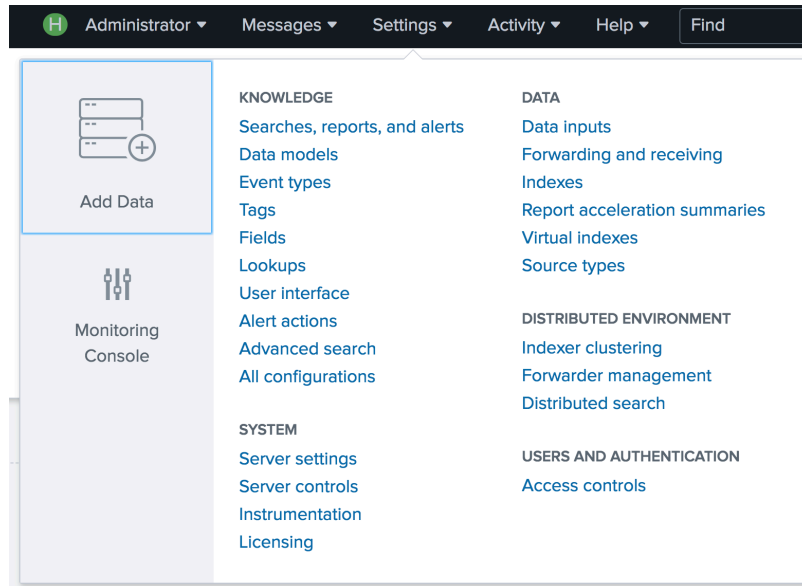 H Administrator Messages Settings Activity Help Find
Add Data
Monitoring
Console
KNOWLEDGE
Searches, reports, and alerts
Data models
Event types
Tags
Fields
Lookups
User interface
Alert actions
Advanced search
All configurations
SYSTEM
Server settings
Server controls
Instrumentation
Licensing
DATA
Data inputs
Forwarding and receiving
Indexes
Report acceleration summaries
Virtual indexes
Source types
DISTRIBUTED ENVIRONMENT
Indexer clustering
Forwarder management
Distributed search
USERS AND AUTHENTICATION
Access controls